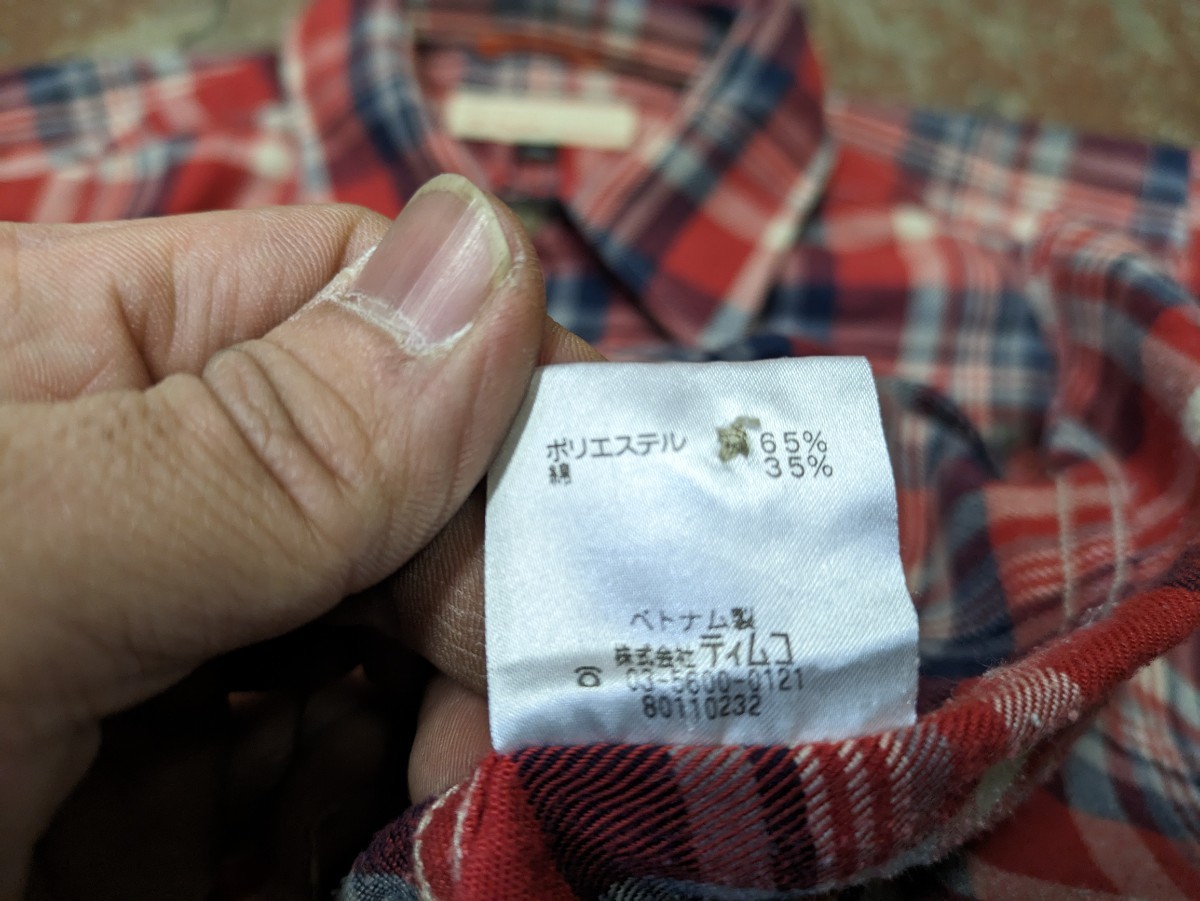 ポリエステル 65%
綿 35%
ベトナム製
株式会社ティムコ
☎ 03-5600-0121
80110232